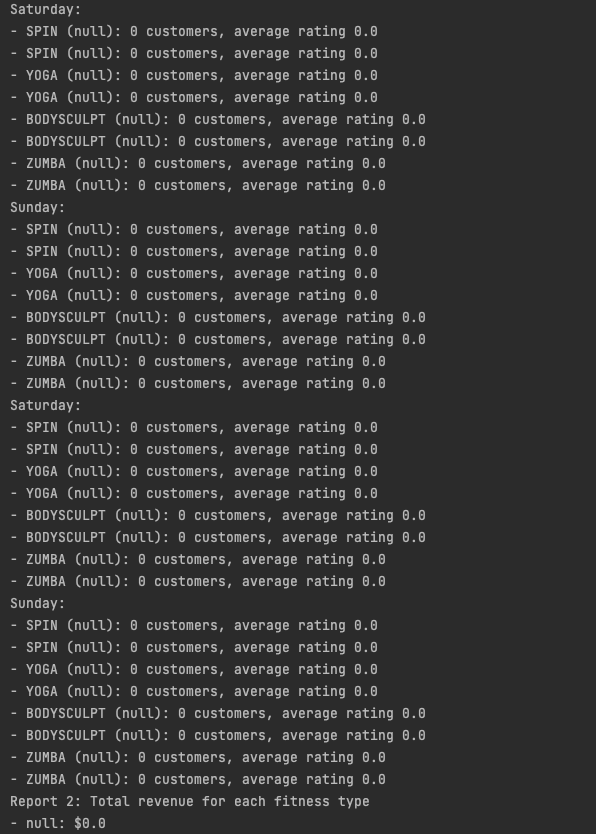 Saturday:
- SPIN (null): 0 customers, average rating 0.0
- SPIN (null): 0 customers, average rating 0.0
- YOGA (null): 0 customers, average rating 0.0
- YOGA (null): 0 customers, average rating 0.0
- BODYSCULPT (null): 0 customers, average rating 0.0
- BODYSCULPT (null): 0 customers, average rating 0.0
- ZUMBA (null): 0 customers, average rating 0.0
- ZUMBA (null): 0 customers, average rating 0.0
Sunday:
- SPIN (null): 0 customers, average rating 0.0
- SPIN (null): 0 customers, average rating 0.0
- YOGA (null): 0 customers, average rating 0.0
- YOGA (null): 0 customers, average rating 0.0
- BODYSCULPT (null): 0 customers, average rating 0.0
- BODYSCULPT (null): 0 customers, average rating 0.0
- ZUMBA (null): 0 customers, average rating 0.0
- ZUMBA (null): 0 customers, average rating 0.0
Saturday:
- SPIN (null): 0 customers, average rating 0.0
- SPIN (null): 0 customers, average rating 0.0
- YOGA (null): 0 customers, average rating 0.0
- YOGA (null): 0 customers, average rating 0.0
- BODYSCULPT (null): 0 customers, average rating 0.0
- BODYSCULPT (null): 0 customers, average rating 0.0
- ZUMBA (null): 0 customers, average rating 0.0
- ZUMBA (null): 0 customers, average rating 0.0
Sunday:
- SPIN (null): 0 customers, average rating 0.0
- SPIN (null): 0 customers, average rating 0.0
- YOGA (null): 0 customers, average rating 0.0
- YOGA (null): 0 customers, average rating 0.0
- BODYSCULPT (null): 0 customers, average rating 0.0
- BODYSCULPT (null): 0 customers, average rating 0.0
- ZUMBA (null): 0 customers, average rating 0.0
- ZUMBA (null): 0 customers, average rating 0.0
Report 2: Total revenue for each fitness type
- null: $0.0